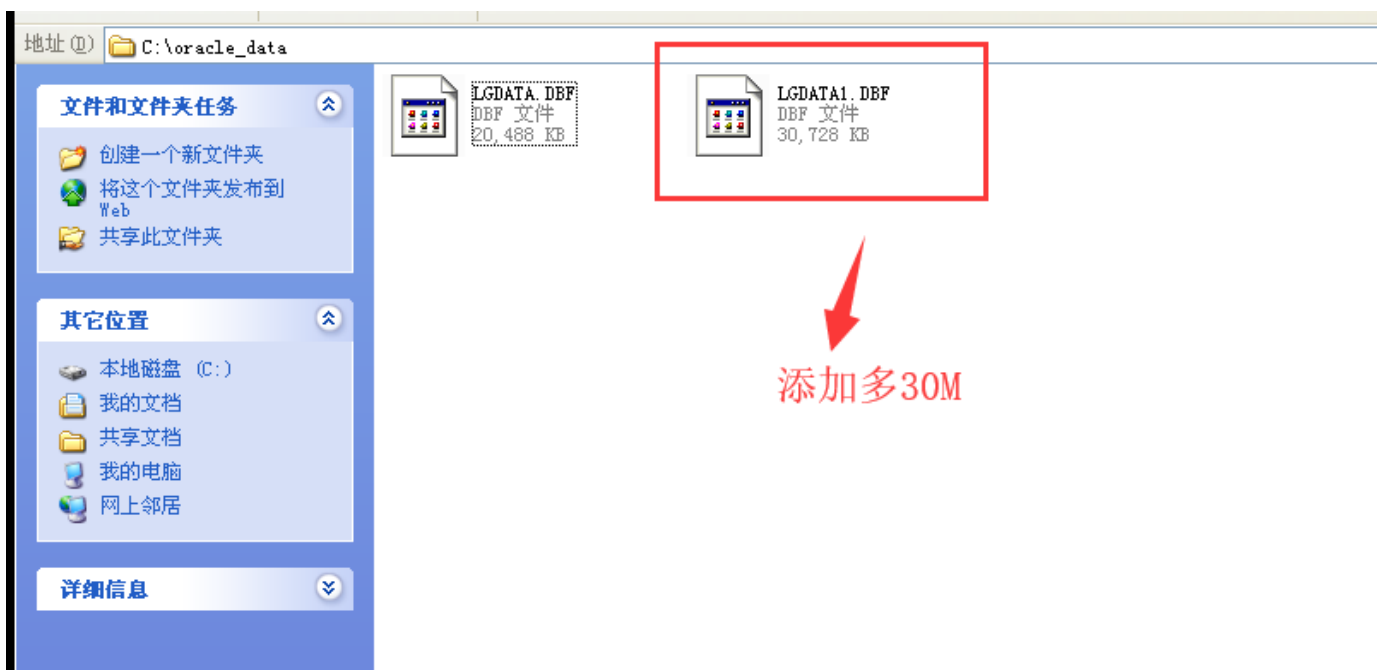 地址(D) C:\oracle_data
文件和文件夹任务
创建一个新文件夹
将这个文件夹发布到
Web
共享此文件夹
其它位置
本地磁盘 (C:)
我的文档
共享文档
我的电脑
网上邻居
详细信息
LGDATA.DBF
DBF 文件
20,488 KB
LGDATA1.DBF
DBF 文件
30,728 KB
添加多30M